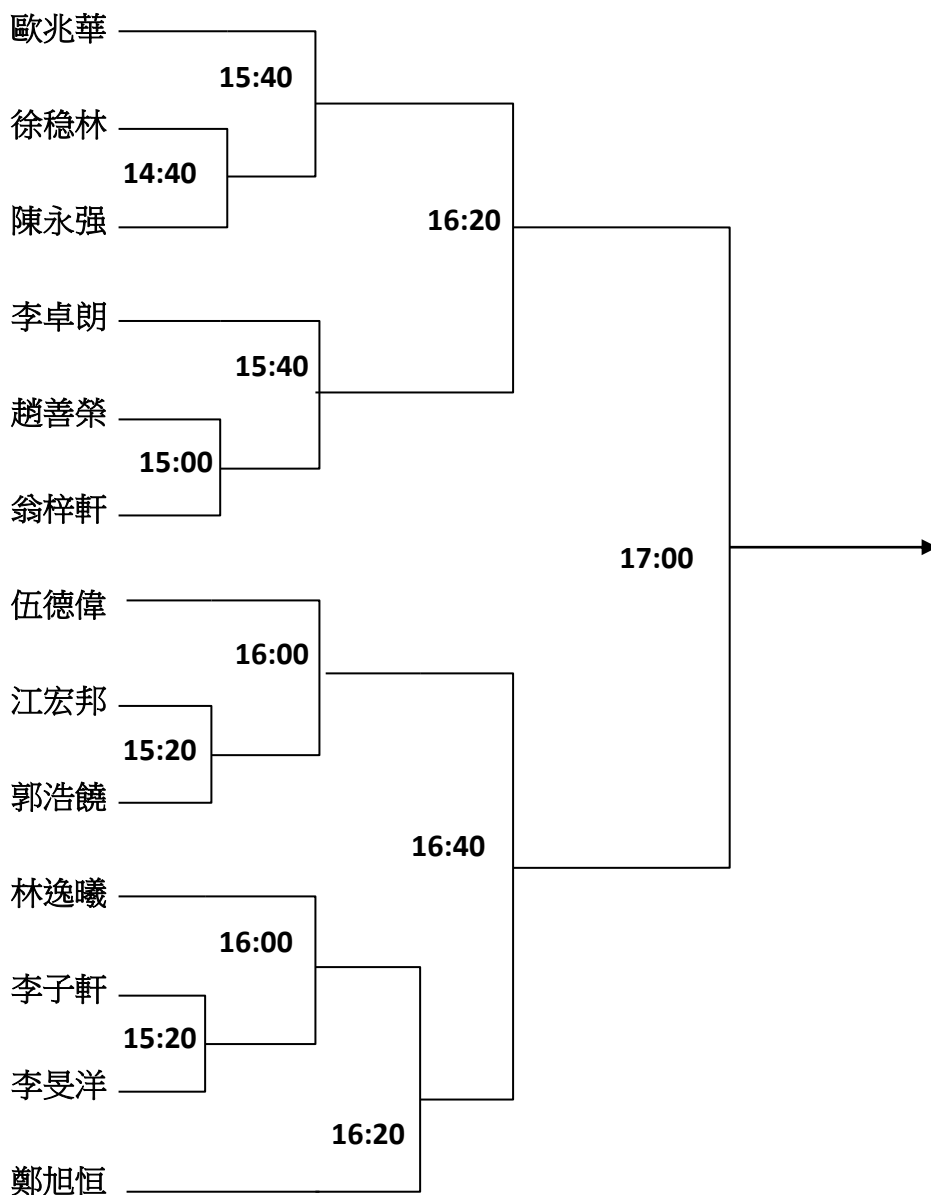 歐兆華
15:40
徐稳林
14:40
陳永强
16:20
李卓朗
15:40
趙善榮
15:00
翁梓軒
17:00
伍德偉
16:00
江宏邦
15:20
郭浩饒
16:40
林逸曦
16:00
李子軒
15:20
李旻洋
16:20
鄭旭恒